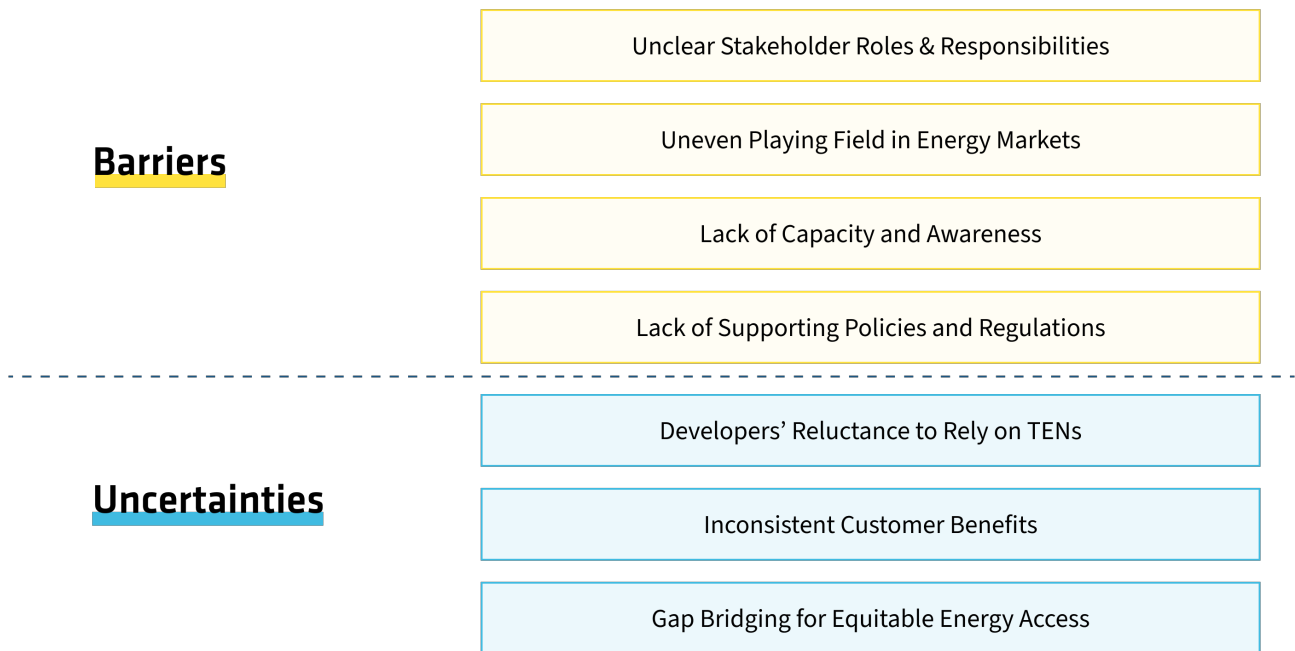 Barriers
Unclear Stakeholder Roles & Responsibilities
Uneven Playing Field in Energy Markets
Lack of Capacity and Awareness
Lack of Supporting Policies and Regulations
Uncertainties
Developers’ Reluctance to Rely on TENs
Inconsistent Customer Benefits
Gap Bridging for Equitable Energy Access